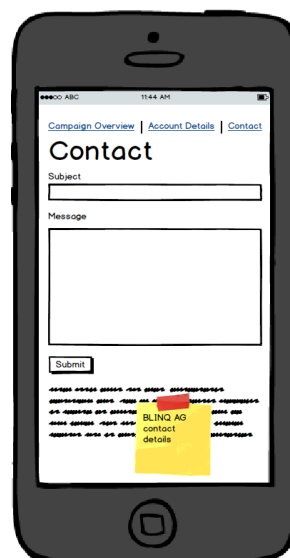 ABC 11:44 AM
Campaign Overview | Account Details | Contact
Contact
Subject
Message
Submit
BLINQ AG
contact
details